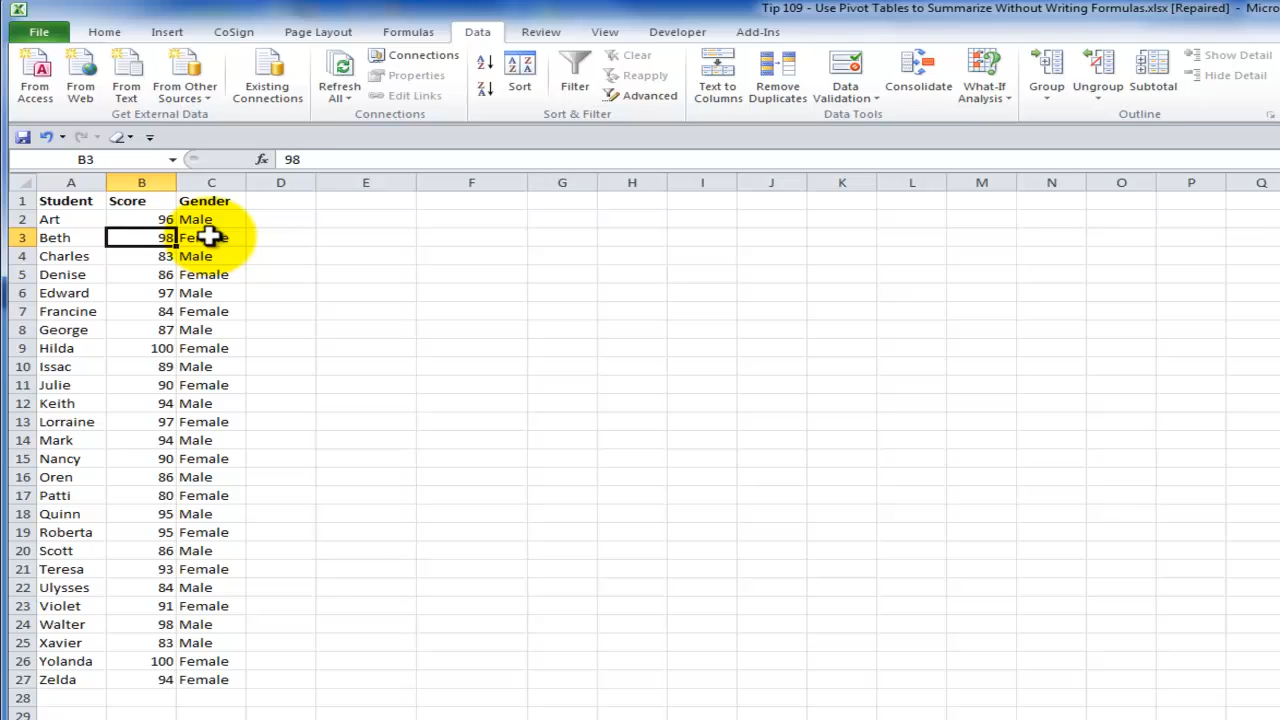 Tip 109 - Use Pivot Tables to Summarize Without Writing Formulas.xlsx [Repaired] - Micro
File Home Insert CoSign Page Layout Formulas Data Review View Developer Add-Ins
From Access
From Web
From Text
From Other Sources
Existing Connections
Get External Data
Refresh All
Connections
Properties
Edit Links
Connections
Sort
Filter
Clear
Reapply
Advanced
Sort & Filter
Text to Columns
Remove Duplicates
Data Validation
Consolidate
What-If Analysis
Data Tools
Group
Ungroup
Subtotal
Show Detail
Hide Detail
Outline
B3 fx 98
A B C D E F G H I J K L M N O P Q
1 Student Score Gender
2 Art 96 Male
3 Beth 98
4 Charles 83 Male
5 Denise 86 Female
6 Edward 97 Male
7 Francine 84 Female
8 George 87 Male
9 Hilda 100 Female
10 Issac 89 Male
11 Julie 90 Female
12 Keith 94 Male
13 Lorraine 97 Female
14 Mark 94 Male
15 Nancy 90 Female
16 Oren 86 Male
17 Patti 80 Female
18 Quinn 95 Male
19 Roberta 95 Female
20 Scott 86 Male
21 Teresa 93 Female
22 Ulysses 84 Male
23 Violet 91 Female
24 Walter 98 Male
25 Xavier 83 Male
26 Yolanda 100 Female
27 Zelda 94 Female
28
29